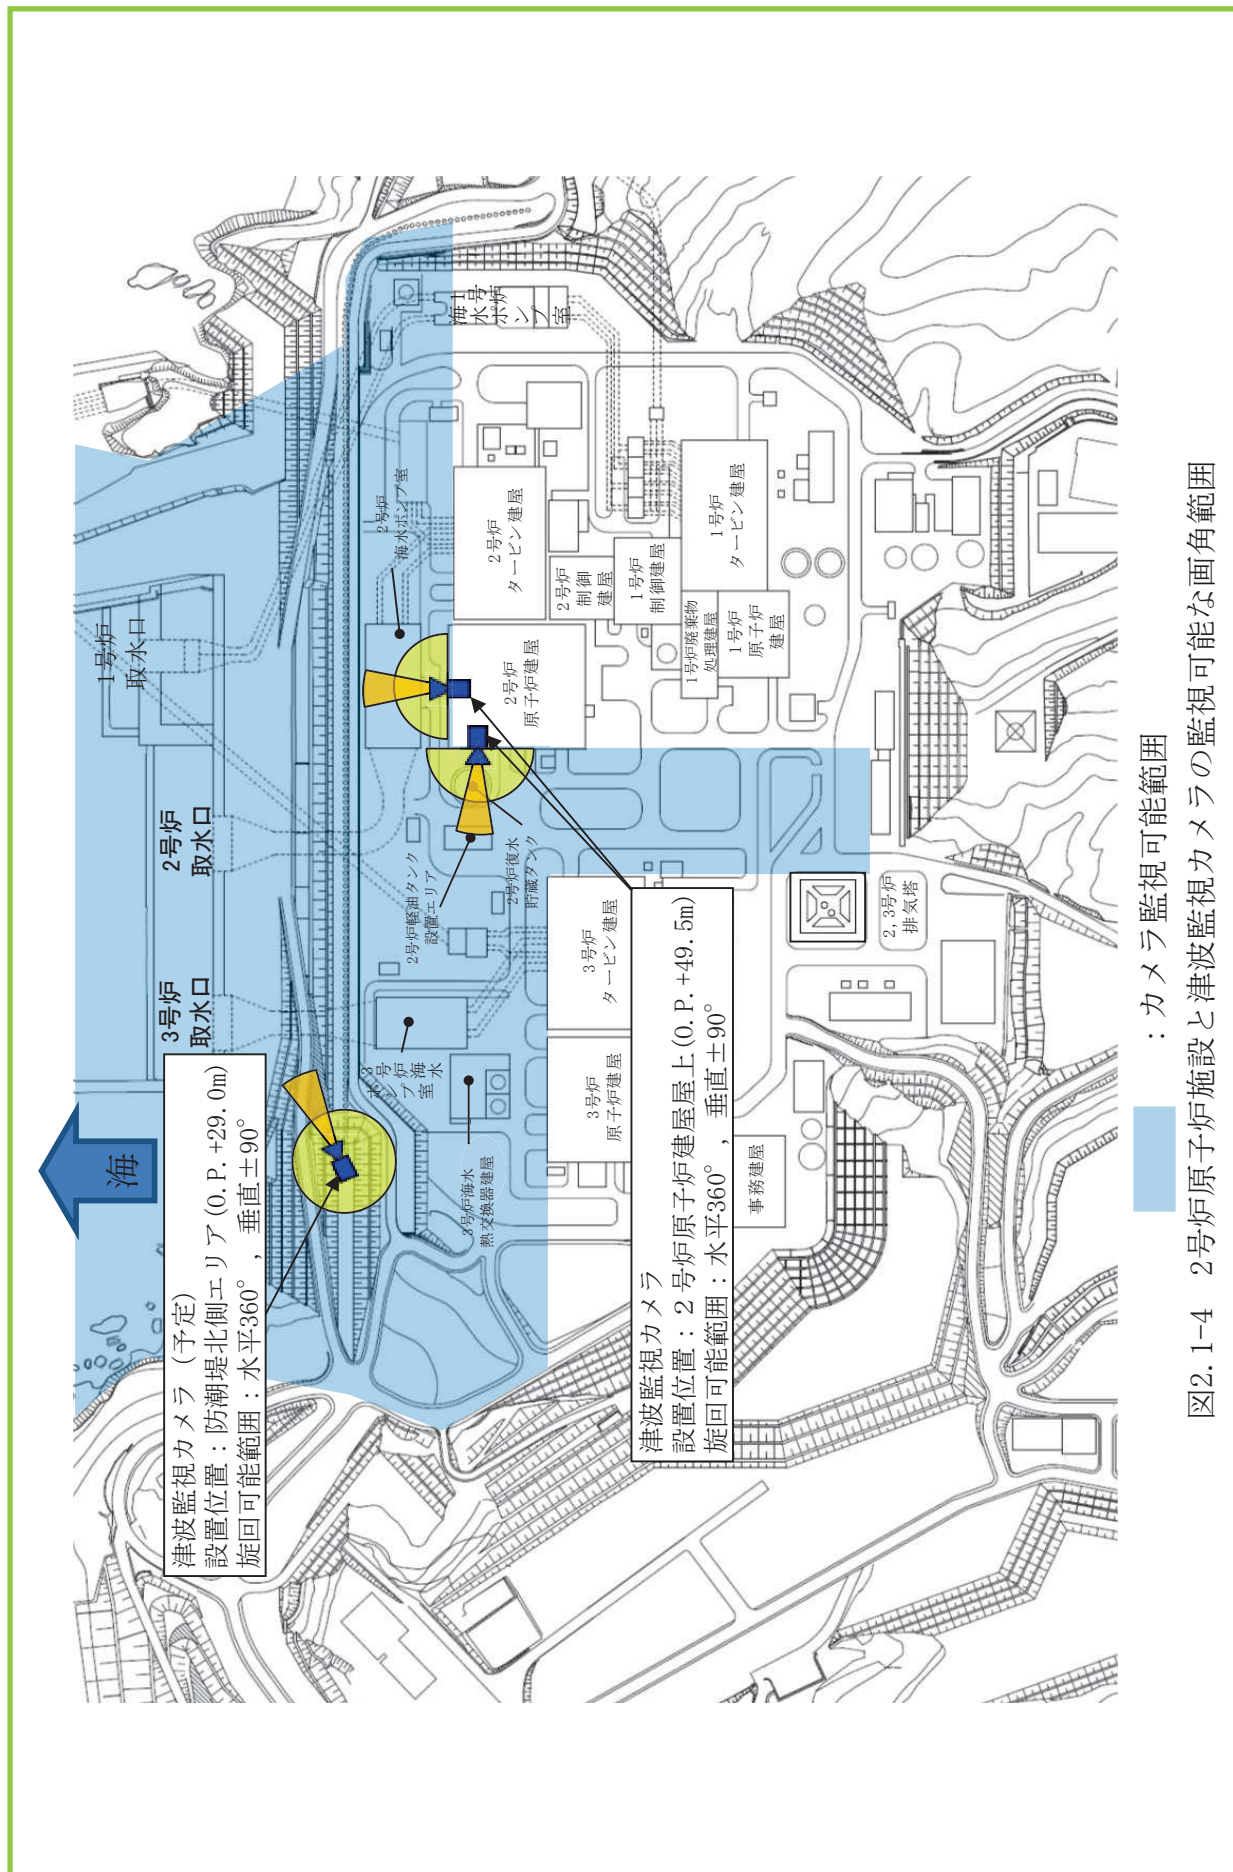 海
津波監視カメラ（予定）
設置位置：防潮堤北側エリア(O.P.+29.0m)
旋回可能範囲：水平360°，垂直±90°
3号炉
取水口
2号炉
取水口
1号炉
取水口
3号炉海水
熱交換器建屋
3号炉海水
ポンプ室
2号炉軽油タンク
設置エリア
2号炉復水
貯蔵タンク
2号炉
海水ポンプ室
1号炉
海水ポンプ室
3号炉
原子炉建屋
3号炉
タービン建屋
2号炉
原子炉建屋
2号炉
タービン建屋
2号炉
制御
建屋
1号炉
制御建屋
1号炉
タービン建屋
1号炉廃棄物
処理建屋
1号炉
原子炉
建屋
津波監視カメラ
設置位置：２号炉原子炉建屋屋上(O.P.+49.5m)
旋回可能範囲：水平360°，垂直±90°
事務建屋
2,3号炉
排気塔
：カメラ監視可能範囲
図2.1-4　2号炉原子炉施設と津波監視カメラの監視可能な画角範囲